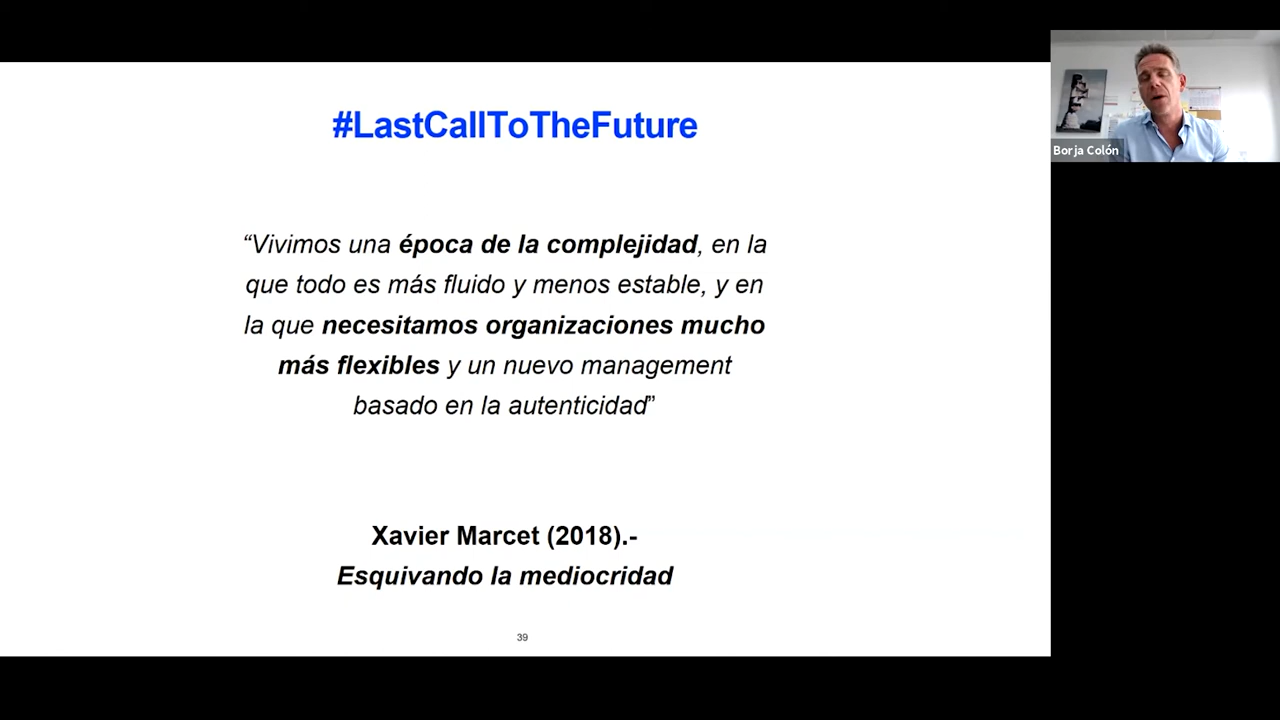 #LastCallToTheFuture
“Vivimos una época de la complejidad, en la
que todo es más fluido y menos estable, y en
la que necesitamos organizaciones mucho
más flexibles y un nuevo management
basado en la autenticidad”
Xavier Marcet (2018).-
Esquivando la mediocridad
39
Borja Colón